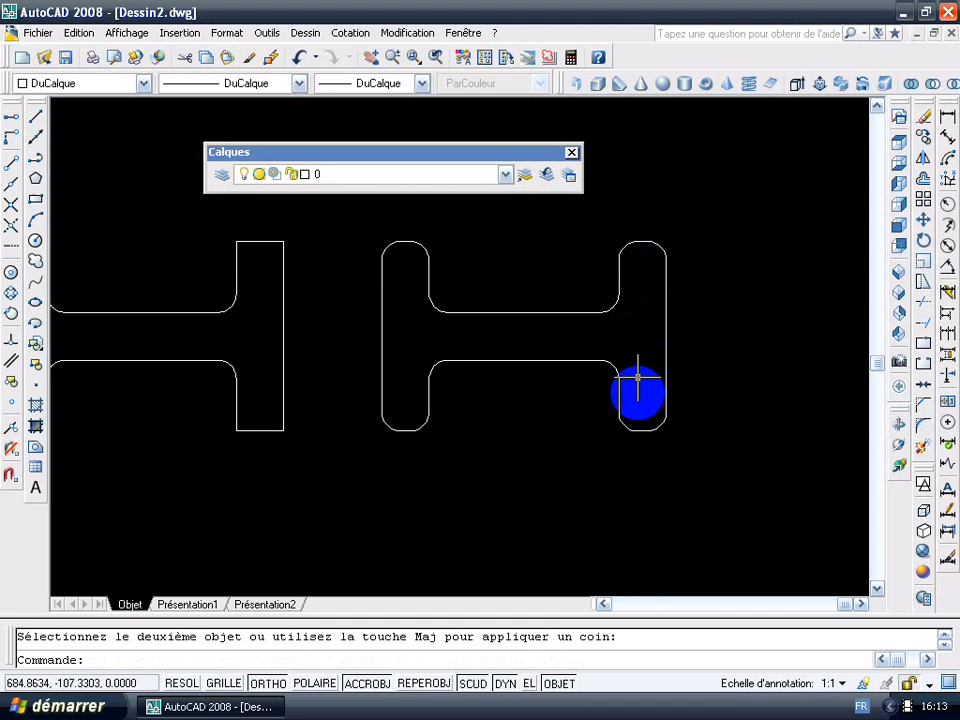 AutoCAD 2008 - [Dessin2.dwg]
Fichier Edition Affichage Insertion Format Outils Dessin Cotation Modification Fenêtre ?
Tapez une question pour obtenir de l'aide
DuCalque DuCalque DuCalque ParCouleur
Calques
0
A
Objet Présentation1 Présentation2
Sélectionnez le deuxième objet ou utilisez la touche Maj pour appliquer un coin:
Commande:
684.8634, -107.3303, 0.0000 RESOL GRILLE ORTHO POLAIRE ACCROBJ REPEROBJ SCUD DYN EL OBJET Echelle d'annotation: 1:1
démarrer AutoCAD 2008 - [Des... FR 16:13